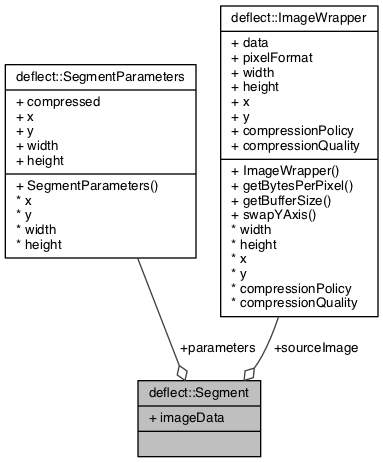 deflect::SegmentParameters
+ compressed
+ x
+ y
+ width
+ height
+ SegmentParameters()
* x
* y
* width
* height
deflect::ImageWrapper
+ data
+ pixelFormat
+ width
+ height
+ x
+ y
+ compressionPolicy
+ compressionQuality
+ ImageWrapper()
+ getBytesPerPixel()
+ getBufferSize()
+ swapYAxis()
* width
* height
* x
* y
* compressionPolicy
* compressionQuality
+parameters
+sourceImage
deflect::Segment
+ imageData